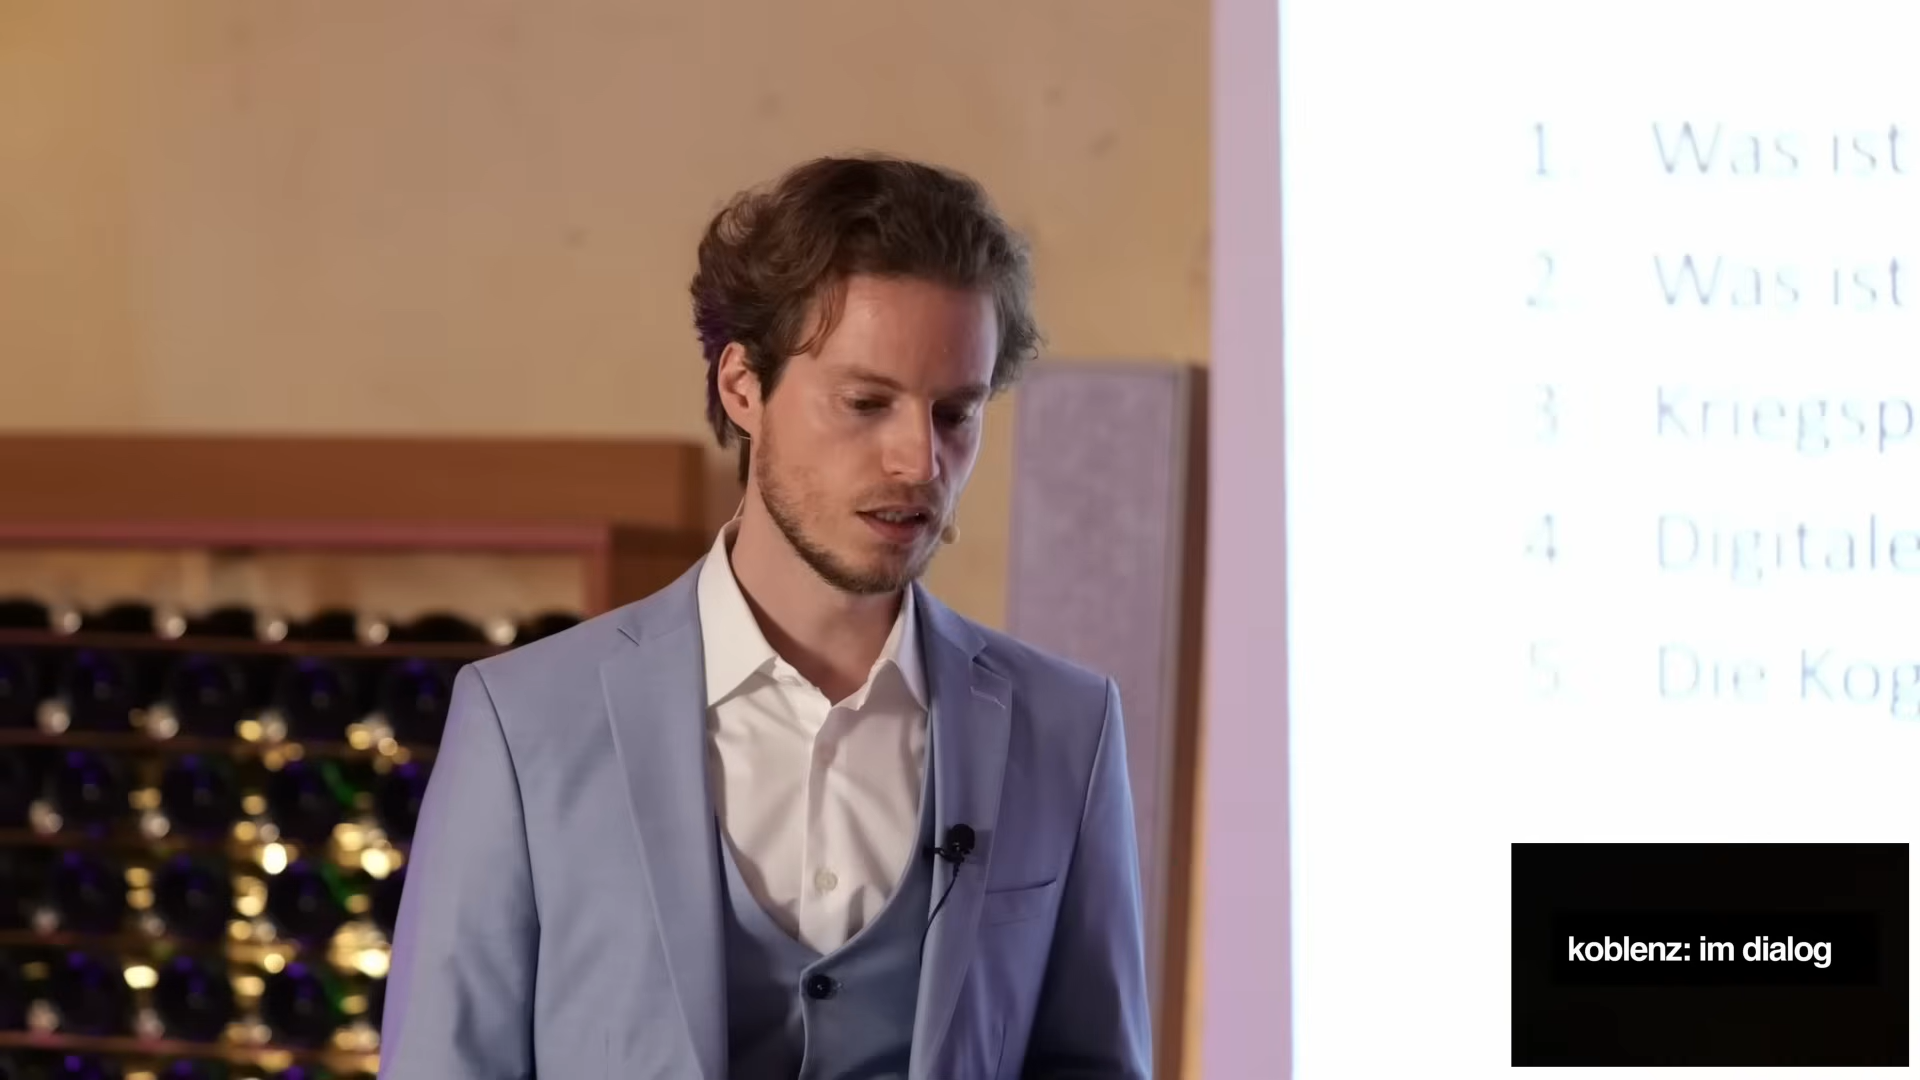 1. Was ist
2. Was ist
3 Kriegsp
4 Digitale
5. Die Kog
koblenz: im dialog